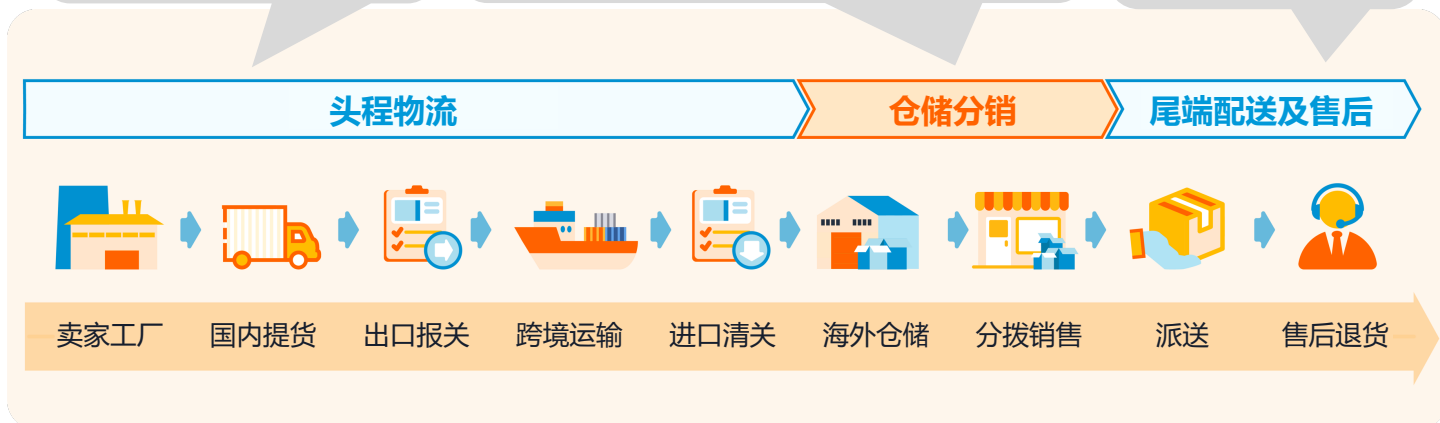 头程物流
仓储分销
尾端配送及售后
卖家工厂
国内提货
出口报关
跨境运输
进口清关
海外仓储
分拨销售
派送
售后退货